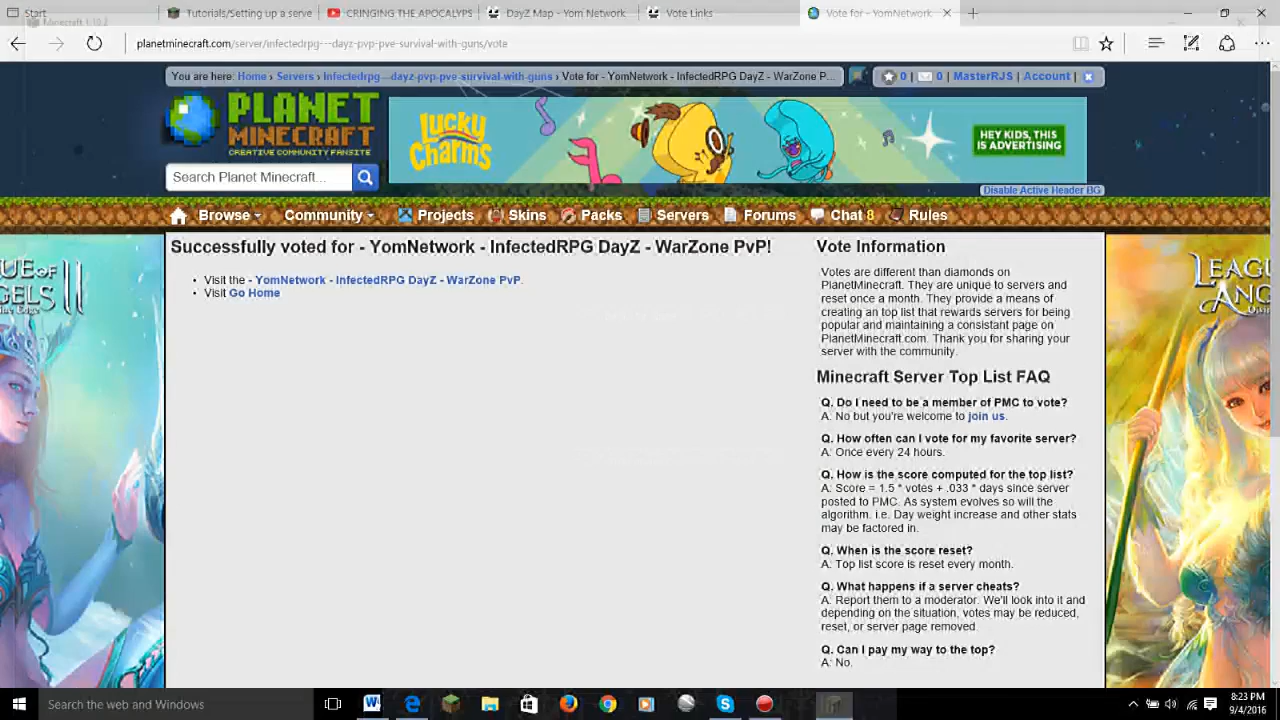 Start
Tutorials/Setting up a serve
CRINGING THE APOCALYPS
DayZ Map - Yom Network
Vote Links
Vote for - YomNetwork
Minecraft 1.10.2
planetminecraft.com/server/infectedrpg---dayz-pvp-pve-survival-with-guns/vote
You are here: Home › Servers › Infectedrpg---dayz-pvp-pve-survival-with-guns › Vote for - YomNetwork - InfectedRPG DayZ - WarZone P...
0 | 0 | MasterRJS | Account |
PLANET
MINECRAFT
CREATIVE COMMUNITY FANSITE
Lucky
Charms
HEY KIDS, THIS
IS ADVERTISING
Search Planet Minecraft...
Disable Active Header BG
Browse Community Projects Skins Packs Servers Forums Chat 8 Rules
Successfully voted for - YomNetwork - InfectedRPG DayZ - WarZone PvP!
• Visit the - YomNetwork - InfectedRPG DayZ - WarZone PvP.
• Visit Go Home
Vote Information
Votes are different than diamonds on
PlanetMinecraft. They are unique to servers and
reset once a month. They provide a means of
creating an top list that rewards servers for being
popular and maintaining a consistant page on
PlanetMinecraft.com. Thank you for sharing your
server with the community.
Minecraft Server Top List FAQ
Q. Do I need to be a member of PMC to vote?
A: No but you're welcome to join us.
Q. How often can I vote for my favorite server?
A: Once every 24 hours.
Q. How is the score computed for the top list?
A: Score = 1.5 * votes + .033 * days since server
posted to PMC. As system evolves so will the
algorithm. i.e. Day weight increase and other stats
may be factored in.
Q. When is the score reset?
A: Top list score is reset every month.
Q. What happens if a server cheats?
A: Report them to a moderator. We'll look into it and
depending on the situation, votes may be reduced,
reset, or server page removed.
Q. Can I pay my way to the top?
A: No.
UE OF
GELS II
LEAGU
ANG
Search the web and Windows
8:23 PM
9/4/2016